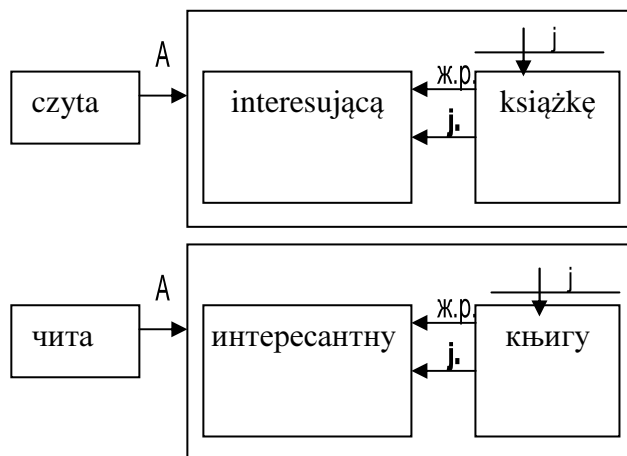 j
A
ж.р.
czyta interesującą książkę
j.
j
A
ж.р.
чита интересантну књигу
j.